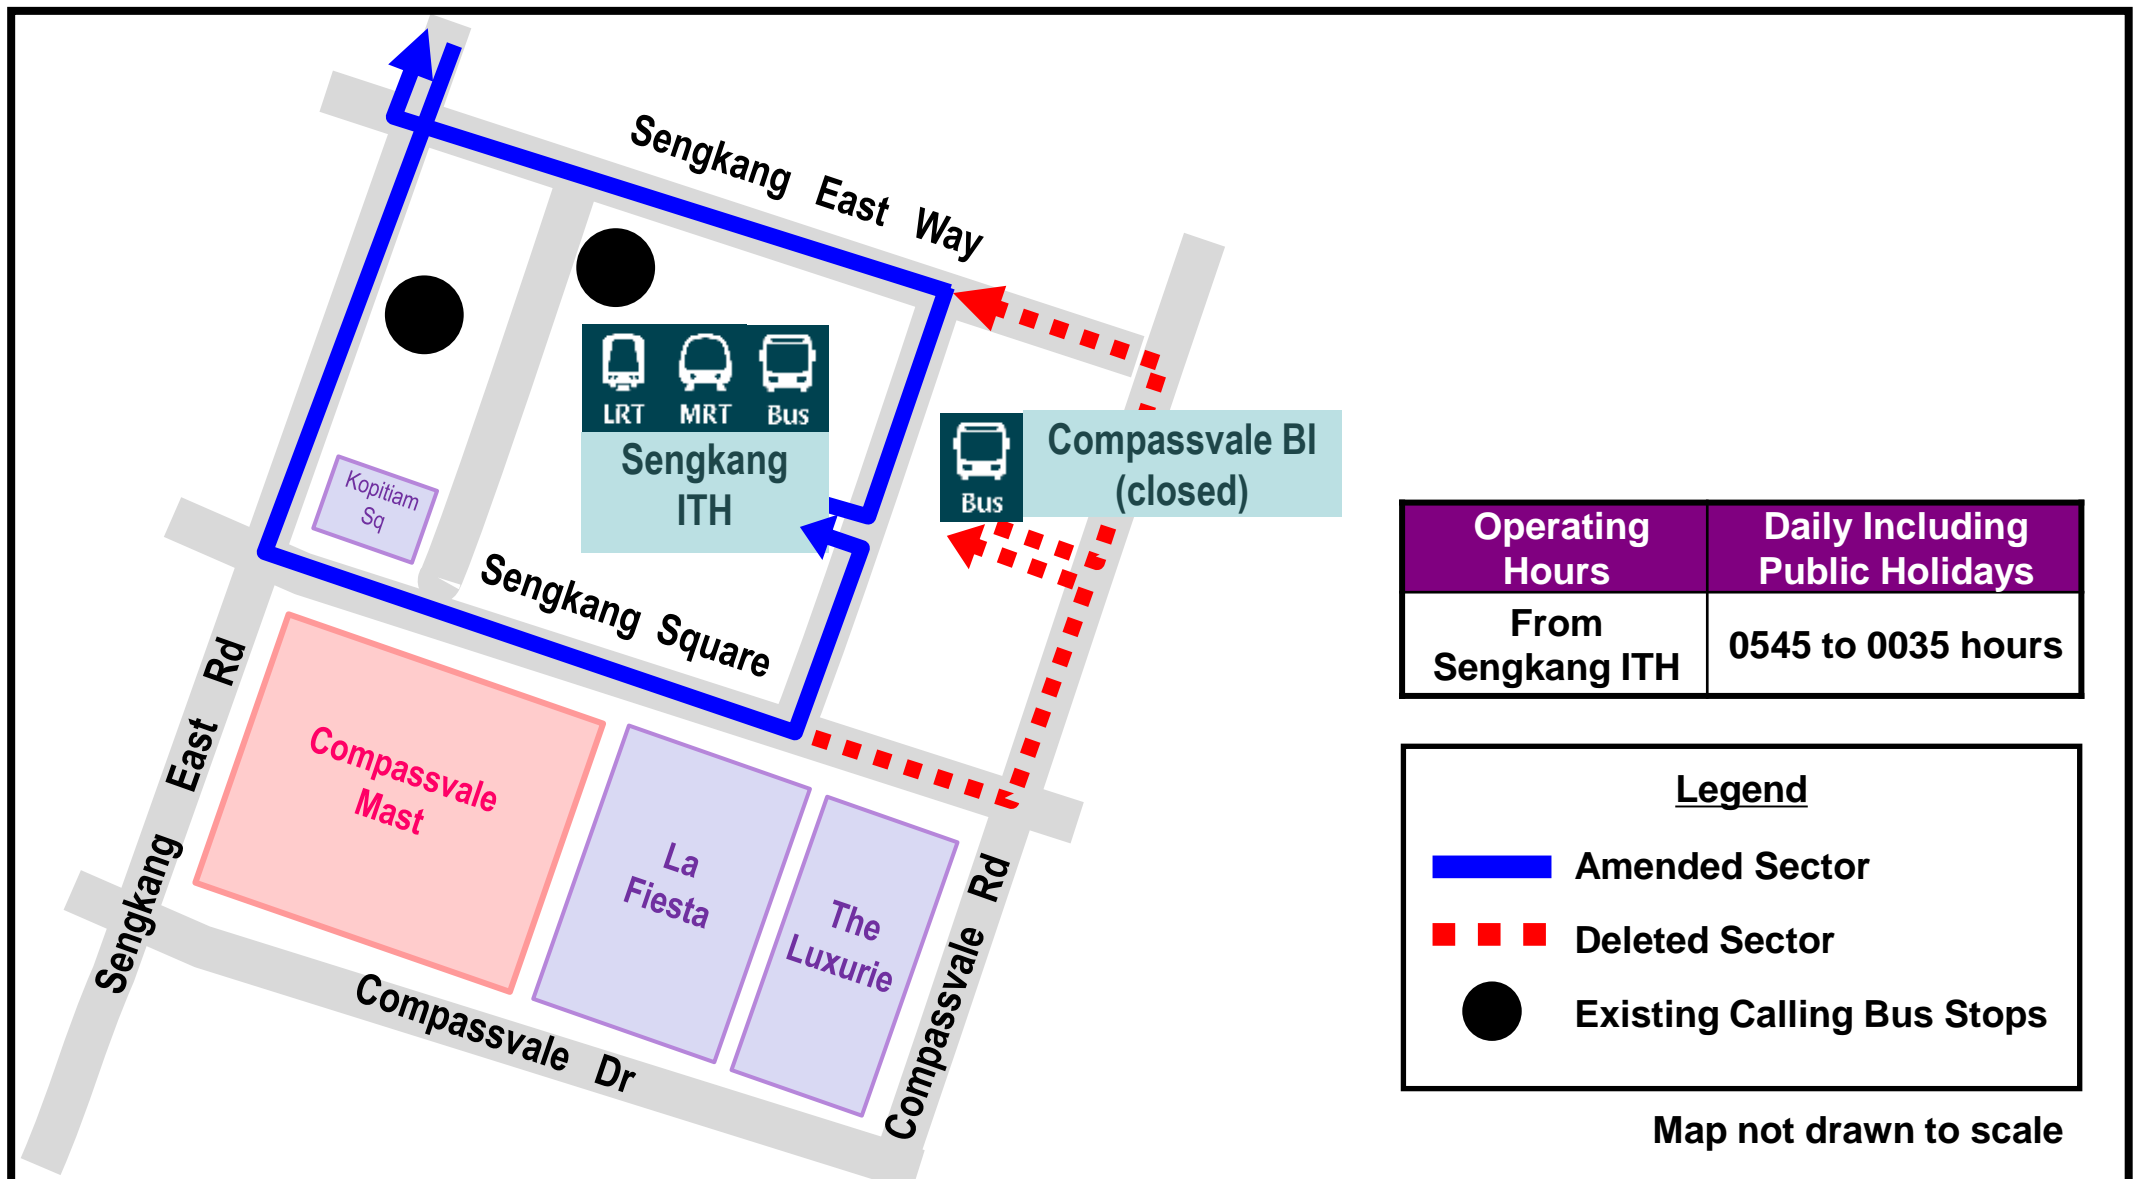 Sengkang East Way
LRT MRT Bus
Sengkang
ITH
Bus
Compassvale BI
(closed)
Kopitiam
Sq
Sengkang Square
Sengkang East Rd
Compassvale
Mast
La
Fiesta
The
Luxurie
Compassvale Rd
Compassvale Dr
Operating
Hours
Daily Including
Public Holidays
From
Sengkang ITH
0545 to 0035 hours
Legend
Amended Sector
Deleted Sector
Existing Calling Bus Stops
Map not drawn to scale